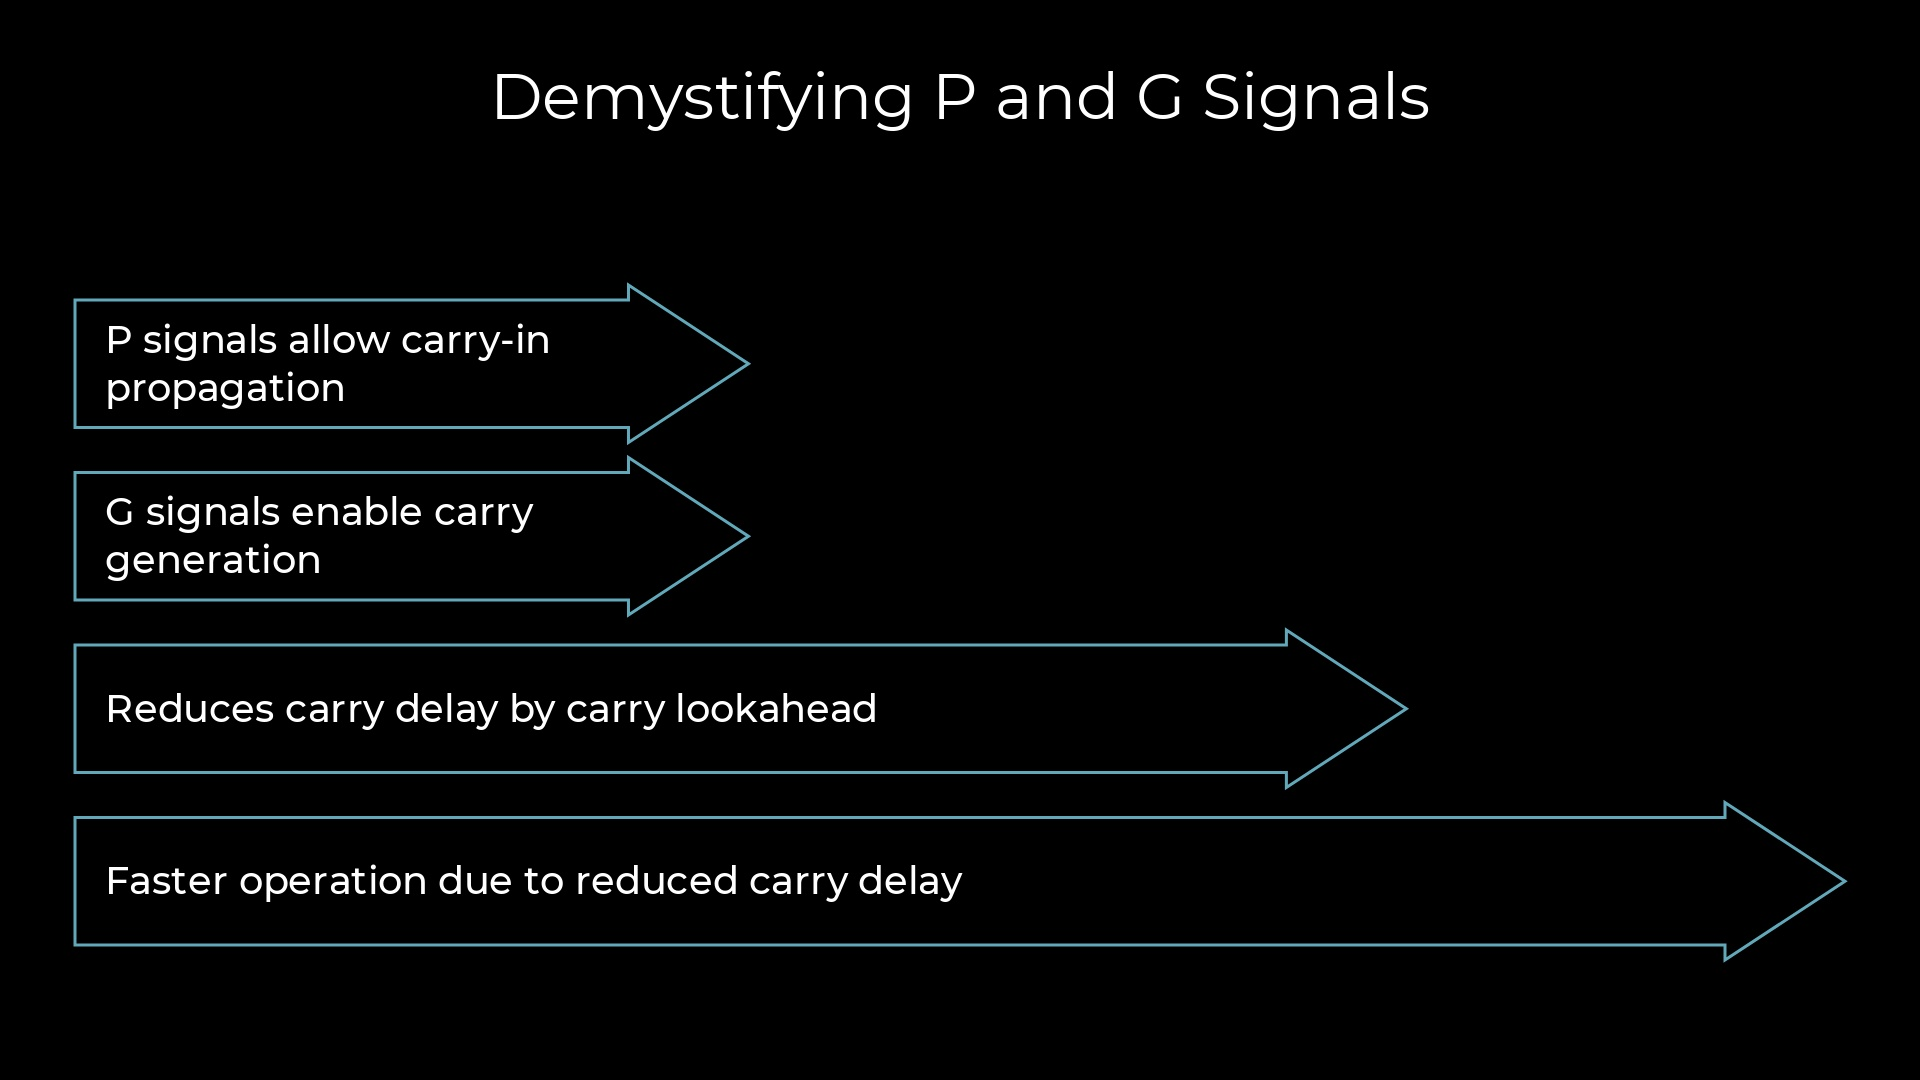 Demystifying P and G Signals
P signals allow carry-in
propagation
G signals enable carry
generation
Reduces carry delay by carry lookahead
Faster operation due to reduced carry delay